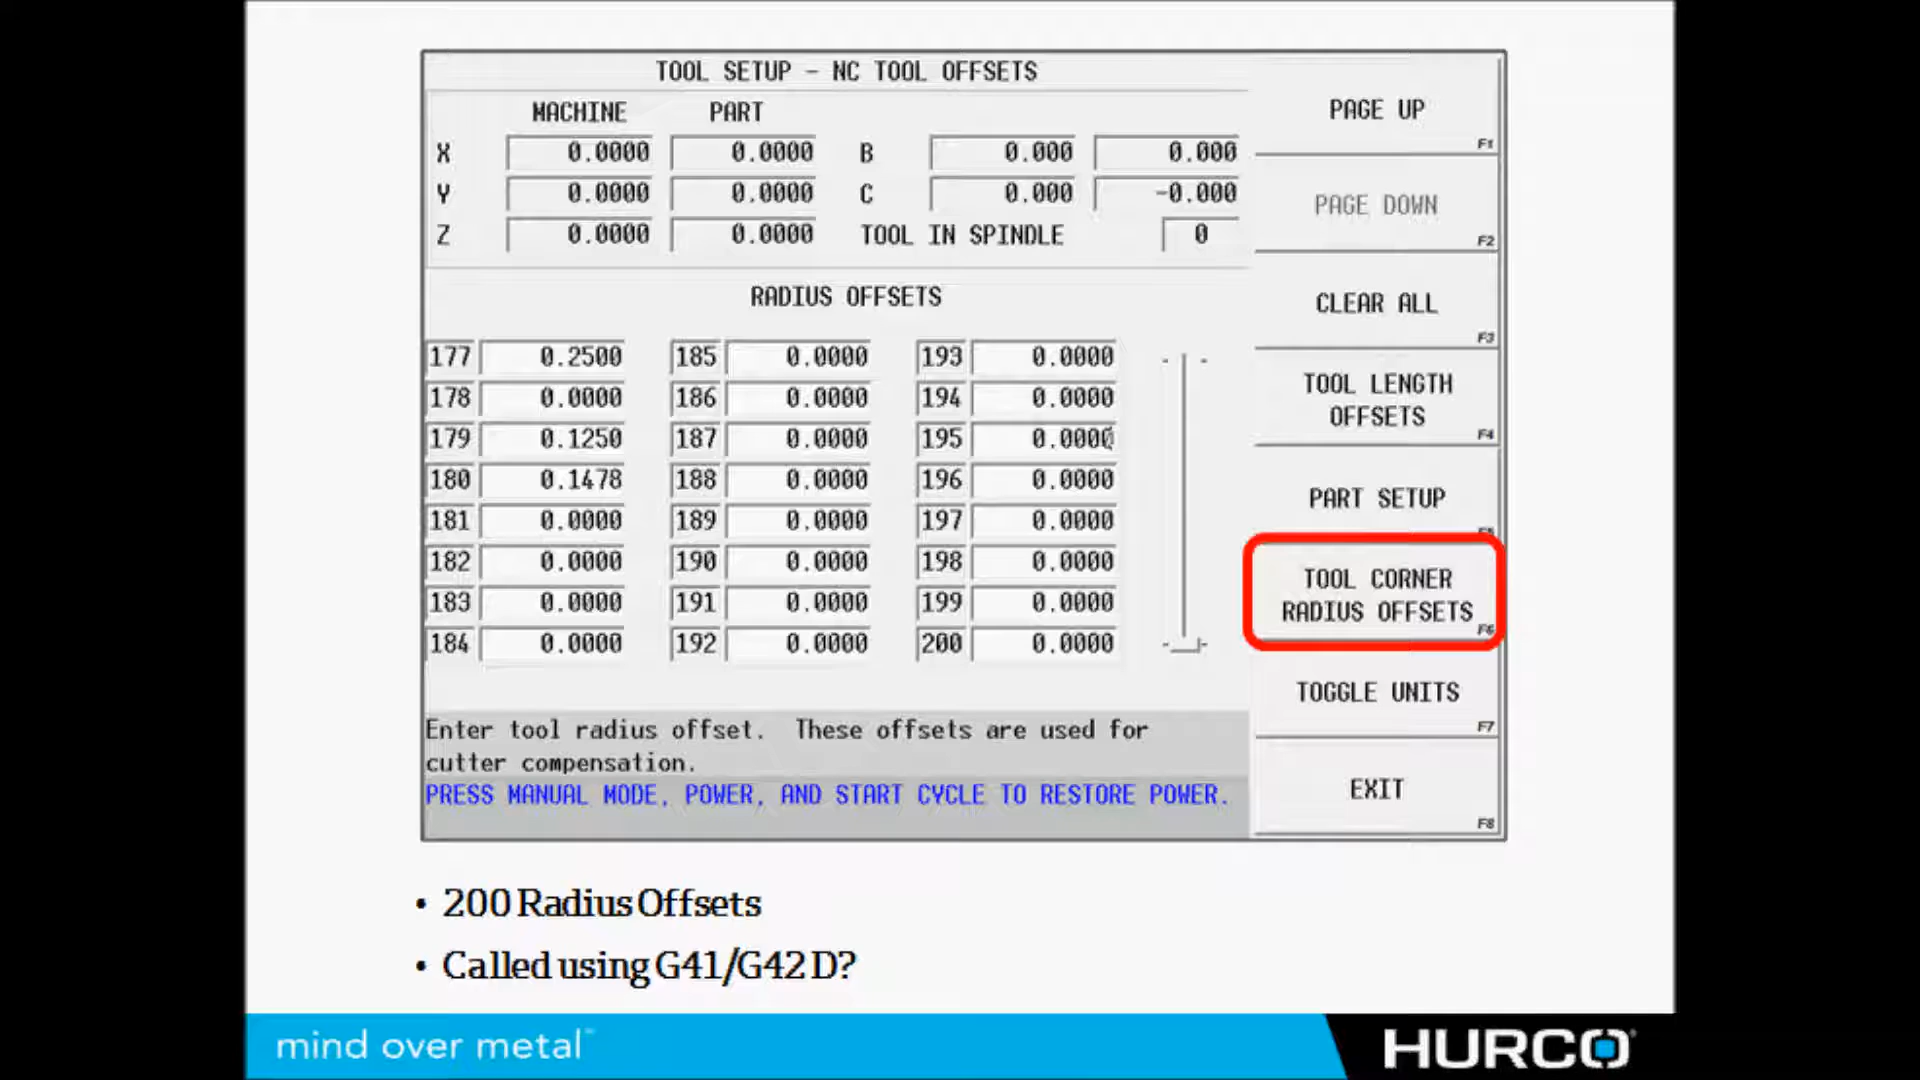 TOOL SETUP - NC TOOL OFFSETS
MACHINE PART
X 0.0000 0.0000 B 0.000 0.000
Y 0.0000 0.0000 C 0.000 -0.000
Z 0.0000 0.0000 TOOL IN SPINDLE 0
RADIUS OFFSETS
177 0.2500 185 0.0000 193 0.0000
178 0.0000 186 0.0000 194 0.0000
179 0.1250 187 0.0000 195 0.0000
180 0.1478 188 0.0000 196 0.0000
181 0.0000 189 0.0000 197 0.0000
182 0.0000 190 0.0000 198 0.0000
183 0.0000 191 0.0000 199 0.0000
184 0.0000 192 0.0000 200 0.0000
Enter tool radius offset. These offsets are used for
cutter compensation.
PRESS MANUAL MODE, POWER, AND START CYCLE TO RESTORE POWER.
PAGE UP
F1
PAGE DOWN
F2
CLEAR ALL
F3
TOOL LENGTH
OFFSETS
F4
PART SETUP
F5
TOOL CORNER
RADIUS OFFSETS
F6
TOGGLE UNITS
F7
EXIT
F8
• 200 Radius Offsets
• Called using G41/G42 D?
mind over metal™
HURCO®